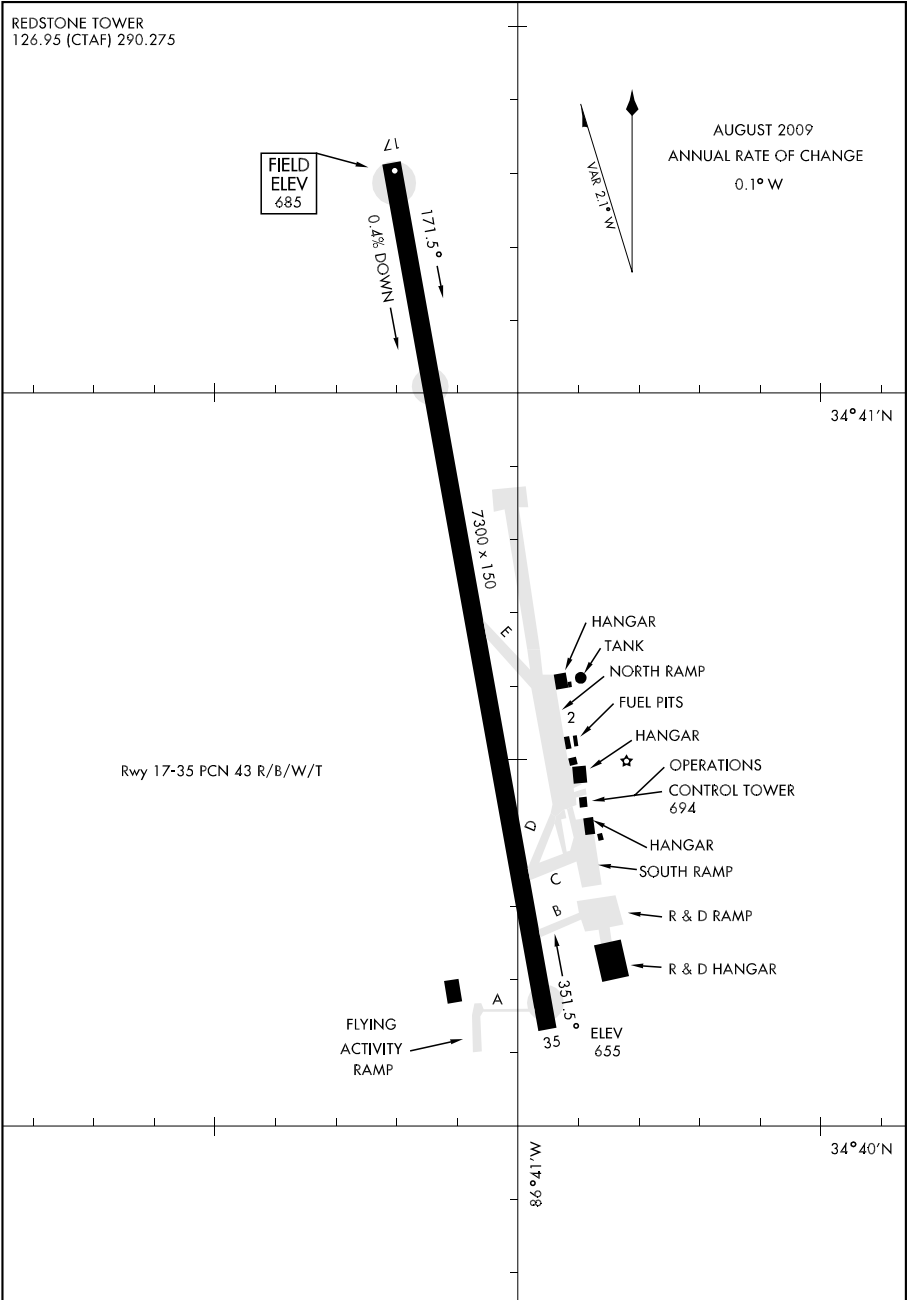 REDSTONE TOWER
126.95 (CTAF) 290.275
AUGUST 2009
ANNUAL RATE OF CHANGE
0.1° W
VAR 2.1° W
17
FIELD
ELEV
685
0.4% DOWN
171.5°
34°41'N
7300 x 150
E
HANGAR
TANK
NORTH RAMP
2
FUEL PITS
HANGAR
OPERATIONS
CONTROL TOWER
694
Rwy 17-35 PCN 43 R/B/W/T
D
HANGAR
SOUTH RAMP
C
B
R & D RAMP
R & D HANGAR
A
351.5°
FLYING
ACTIVITY
RAMP
35
ELEV
655
34°40'N
86°41'W